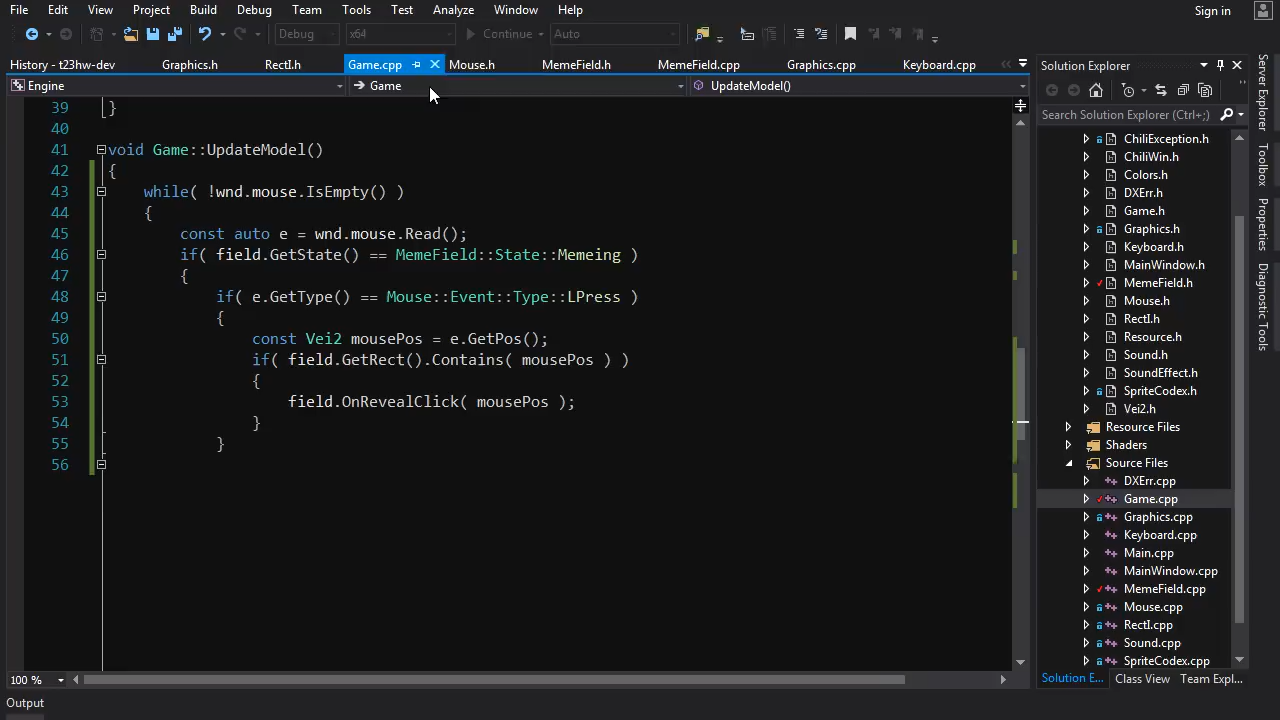 File Edit View Project Build Debug Team Tools Test Analyze Window Help Sign in
Debug x64 Continue Auto
History - t23hw-dev Graphics.h RectI.h Game.cpp Mouse.h MemeField.h MemeField.cpp Graphics.cpp Keyboard.cpp
Engine Game UpdateModel()
39 }
40
41 void Game::UpdateModel()
42 {
43 while( !wnd.mouse.IsEmpty() )
44 {
45 const auto e = wnd.mouse.Read();
46 if( field.GetState() == MemeField::State::Memeing )
47 {
48 if( e.GetType() == Mouse::Event::Type::LPress )
49 {
50 const Vei2 mousePos = e.GetPos();
51 if( field.GetRect().Contains( mousePos ) )
52 {
53 field.OnRevealClick( mousePos );
54 }
55 }
56
100 %
Output
Solution Explorer
Search Solution Explorer (Ctrl+;)
ChiliException.h
ChiliWin.h
Colors.h
DXErr.h
Game.h
Graphics.h
Keyboard.h
MainWindow.h
MemeField.h
Mouse.h
RectI.h
Resource.h
Sound.h
SoundEffect.h
SpriteCodex.h
Vei2.h
Resource Files
Shaders
Source Files
DXErr.cpp
Game.cpp
Graphics.cpp
Keyboard.cpp
Main.cpp
MainWindow.cpp
MemeField.cpp
Mouse.cpp
RectI.cpp
Sound.cpp
SpriteCodex.cpp
Solution E... Class View Team Expl...
Server Explorer
Toolbox
Properties
Diagnostic Tools